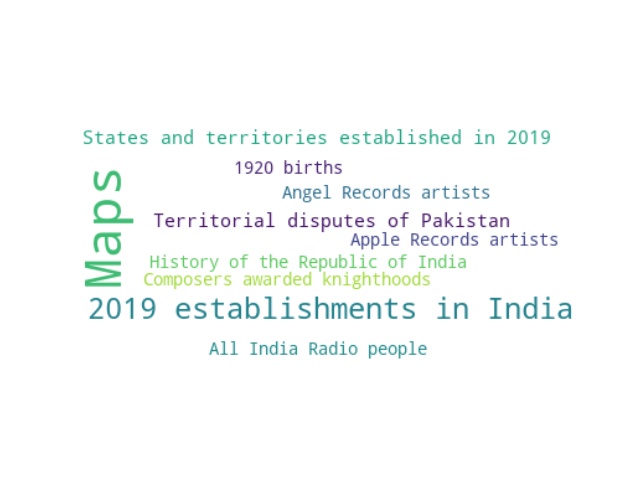 States and territories established in 2019
1920 births
Angel Records artists
Maps
Territorial disputes of Pakistan
Apple Records artists
History of the Republic of India
Composers awarded knighthoods
2019 establishments in India
All India Radio people